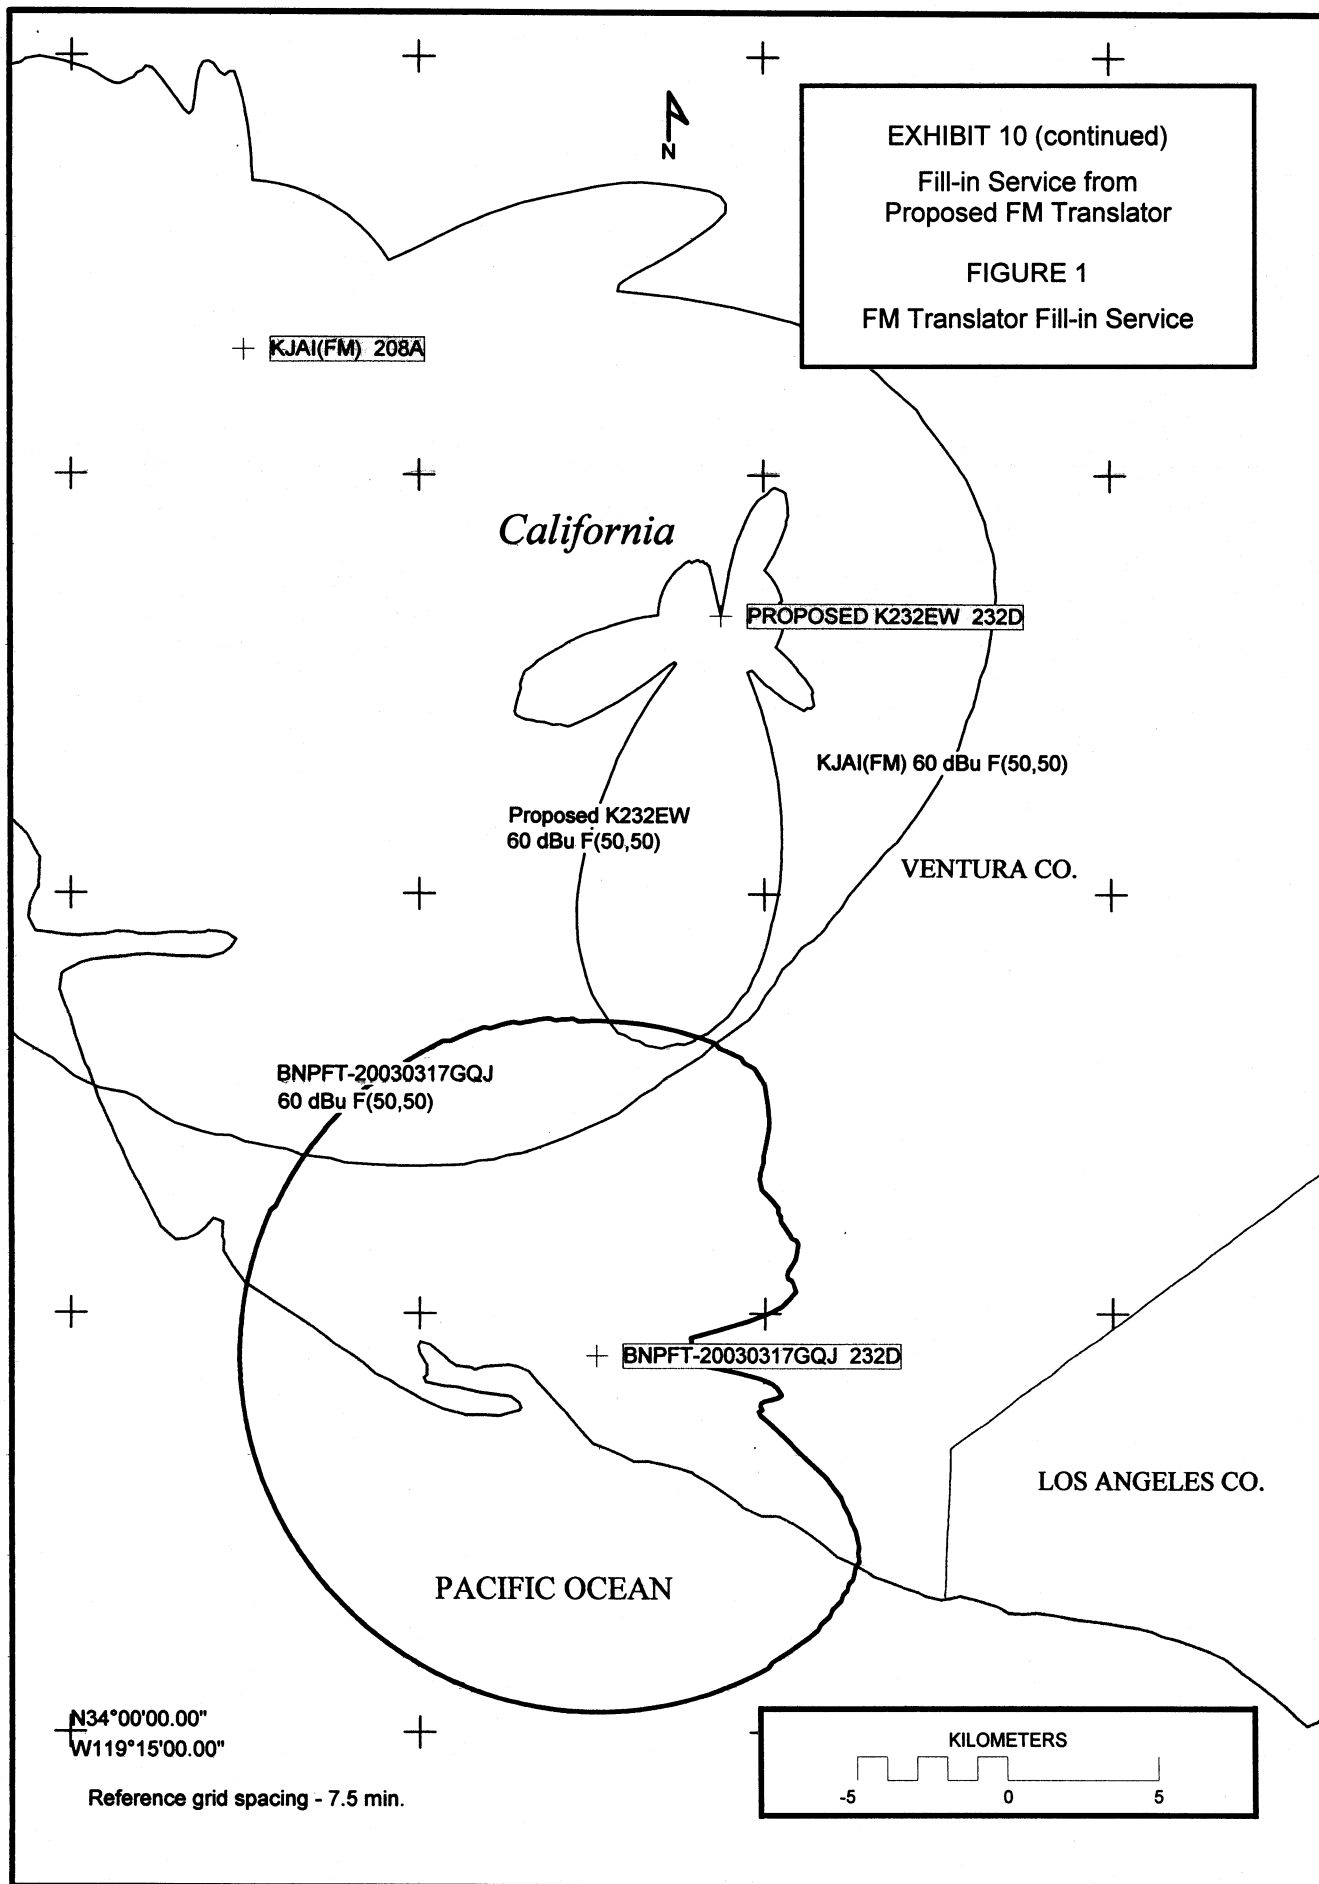 EXHIBIT 10 (continued)
Fill-in Service from
Proposed FM Translator
FIGURE 1
FM Translator Fill-in Service
N
KJAI(FM) 208A
California
PROPOSED K232EW 232D
KJAI(FM) 60 dBu F(50,50)
Proposed K232EW
60 dBu F(50,50)
VENTURA CO.
BNPFT-20030317GQJ
60 dBu F(50,50)
BNPFT-20030317GQJ 232D
LOS ANGELES CO.
PACIFIC OCEAN
N34°00'00.00"
W119°15'00.00"
Reference grid spacing - 7.5 min.
KILOMETERS
-5 0 5